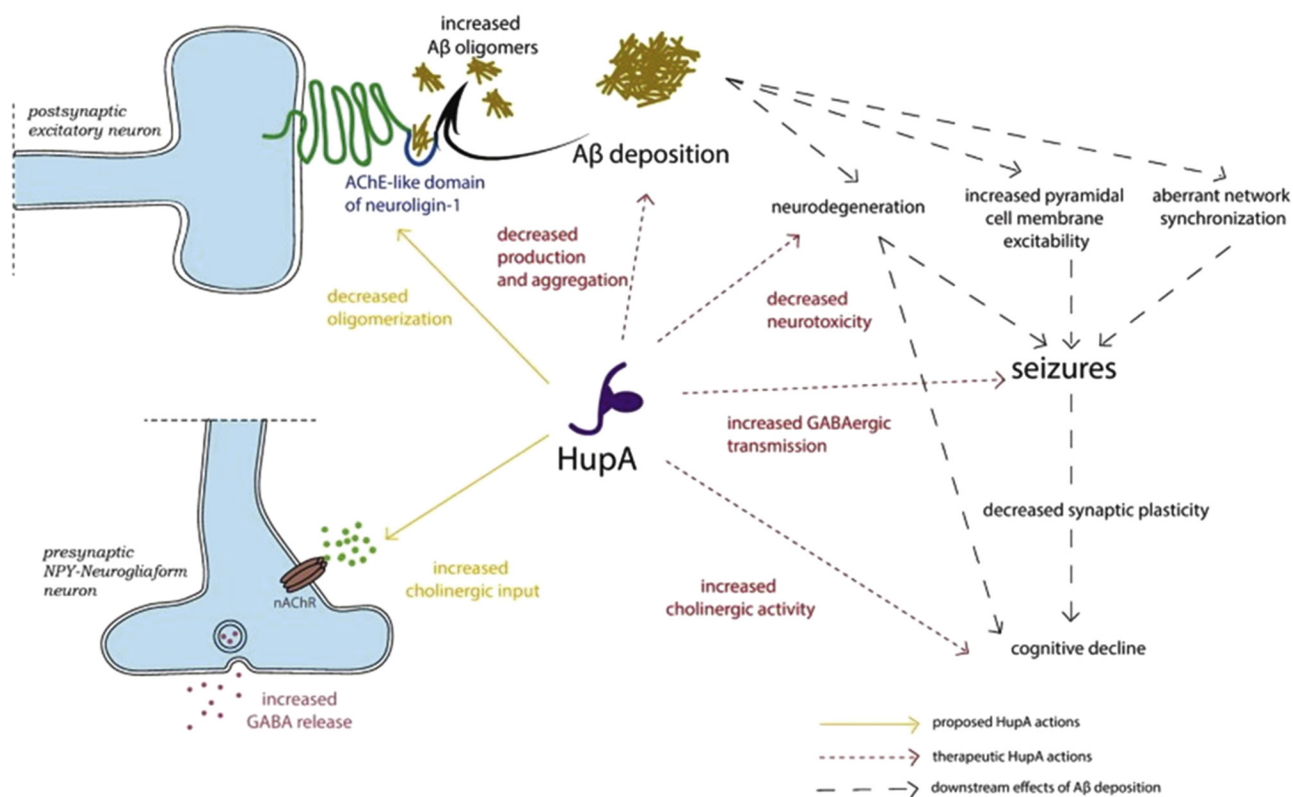 increased
Aβ oligomers
postsynaptic
excitatory neuron
Aβ deposition
AChE-like domain
of neuroligin-1
neurodegeneration
increased pyramidal
cell membrane
excitability
aberrant network
synchronization
decreased
production
and aggregation
decreased
oligomerization
decreased
neurotoxicity
seizures
increased GABAergic
transmission
HupA
decreased synaptic plasticity
presynaptic
NPY-Neurogliaform
neuron
nAChR
increased
cholinergic input
increased
cholinergic activity
cognitive decline
increased
GABA release
proposed HupA actions
therapeutic HupA actions
downstream effects of Aβ deposition